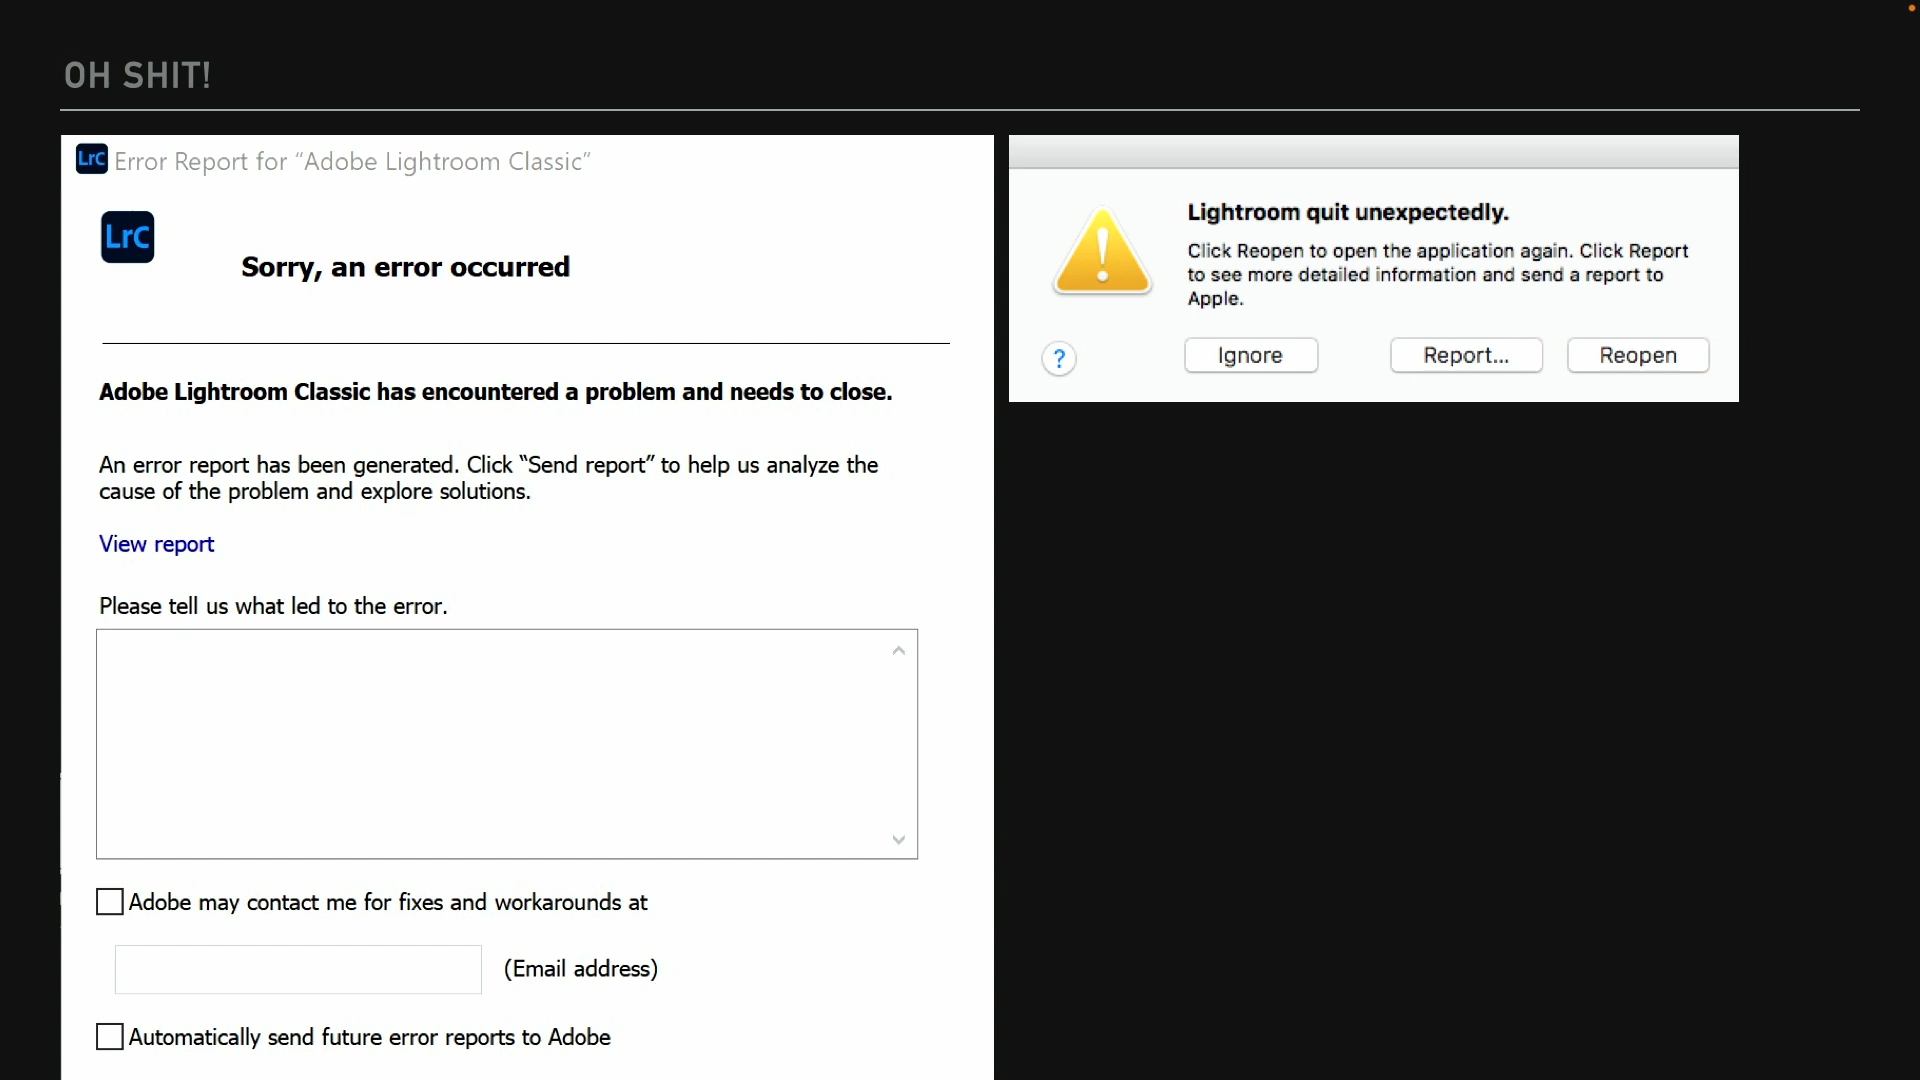 OH SHIT!
LrC Error Report for “Adobe Lightroom Classic”
LrC
Sorry, an error occurred
Adobe Lightroom Classic has encountered a problem and needs to close.
An error report has been generated. Click “Send report” to help us analyze the
cause of the problem and explore solutions.
View report
Please tell us what led to the error.
Adobe may contact me for fixes and workarounds at
(Email address)
Automatically send future error reports to Adobe
Lightroom quit unexpectedly.
Click Reopen to open the application again. Click Report
to see more detailed information and send a report to
Apple.
? Ignore Report... Reopen